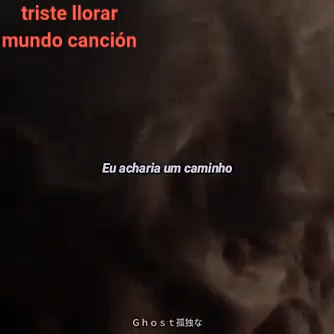 triste llorar
mundo canción
Eu acharia um caminho
Ｇｈｏｓｔ孤独な